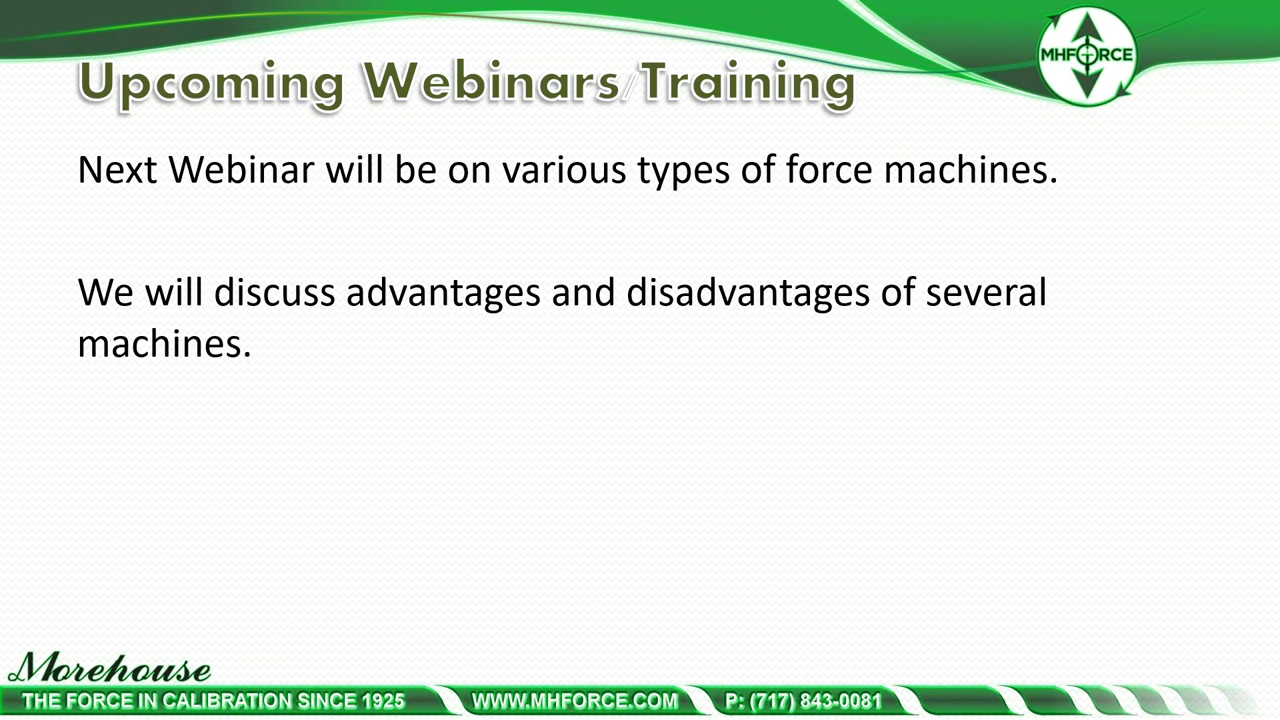 MHFORCE
Upcoming Webinars/Training
Next Webinar will be on various types of force machines.
We will discuss advantages and disadvantages of several
machines.
Morehouse
THE FORCE IN CALIBRATION SINCE 1925 WWW.MHFORCE.COM P: (717) 843-0081